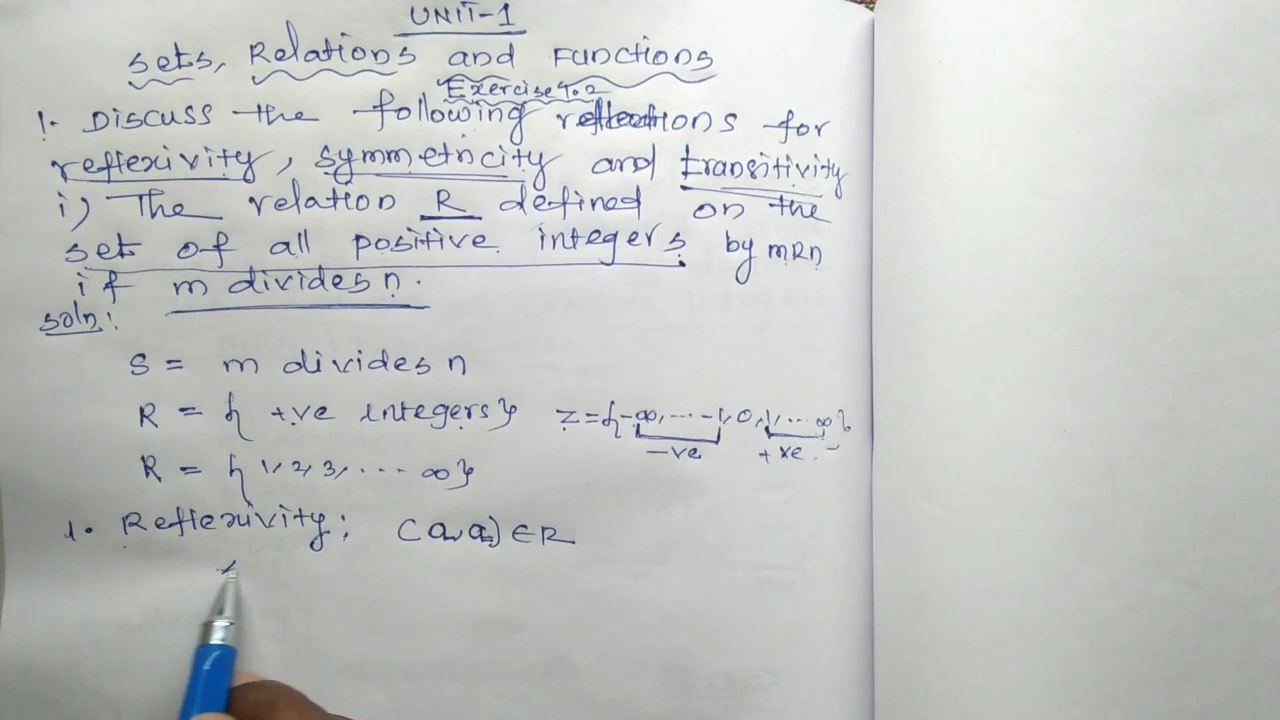 UNIT-1
Sets, Relations and Functions
Exercise 1.2
1. Discuss the following relations for
reflexivity, symmetricity and transitivity
i) The relation R defined on the
set of all positive integers by mRn
if m divides n.
soln:
S = m divides n
R = { +ve integers} Z = {-∞, ... -1, 0, 1, ... ∞}
-ve +ve
R = { 1, 2, 3, .... ∞}
1. Reflexivity: (a, a) ∈ R